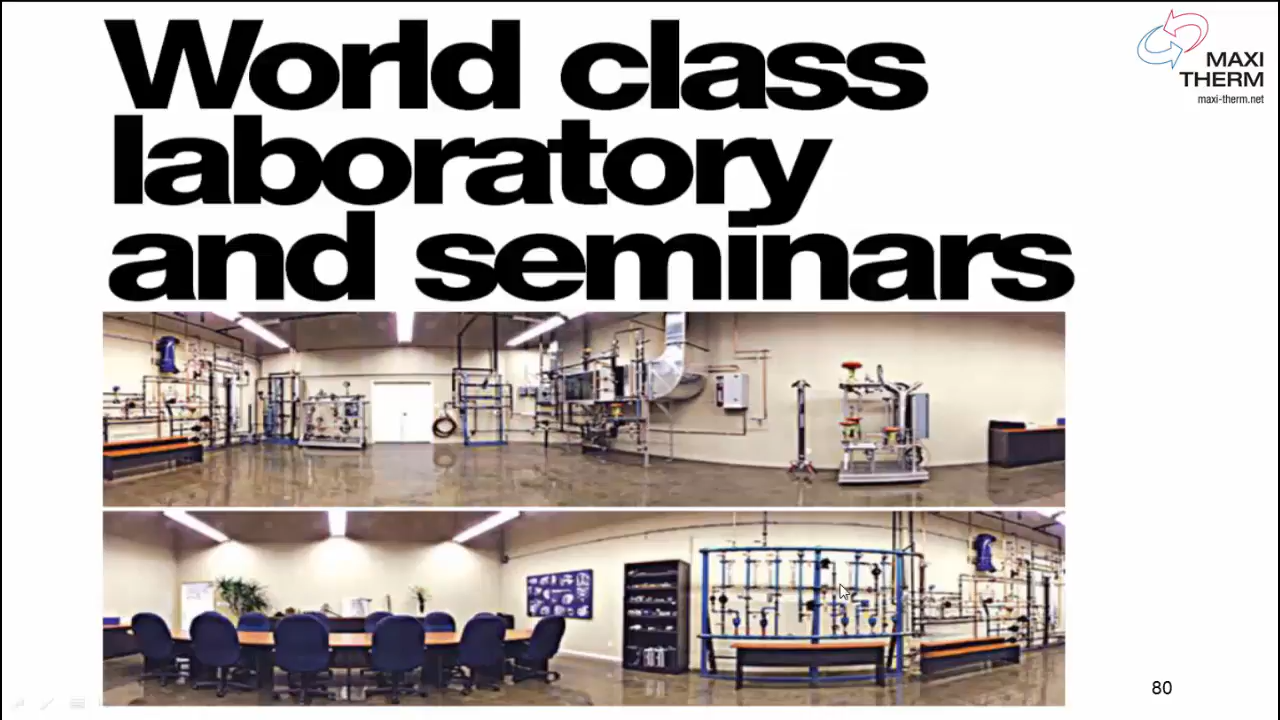 World class
laboratory
and seminars
MAXI
THERM
maxi-therm.net
80